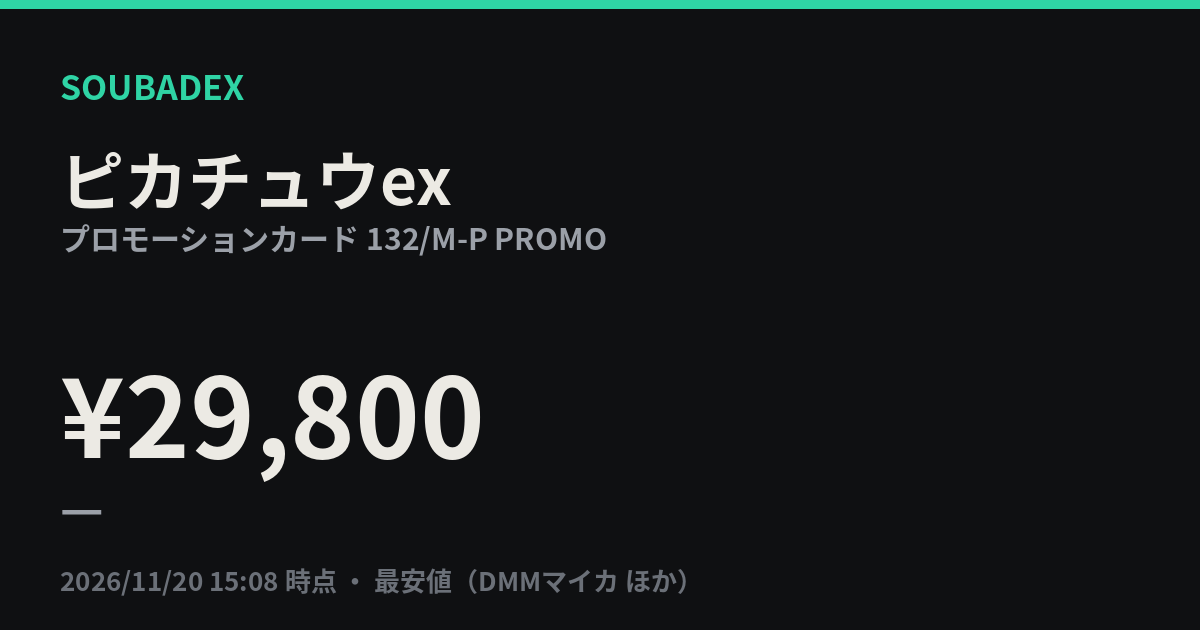 SOUBADEX
ピカチュウex
プロモーションカード 132/M-P PROMO
¥29,800
—
2026/11/20 15:08 時点 ・ 最安値（DMMマイカ ほか）